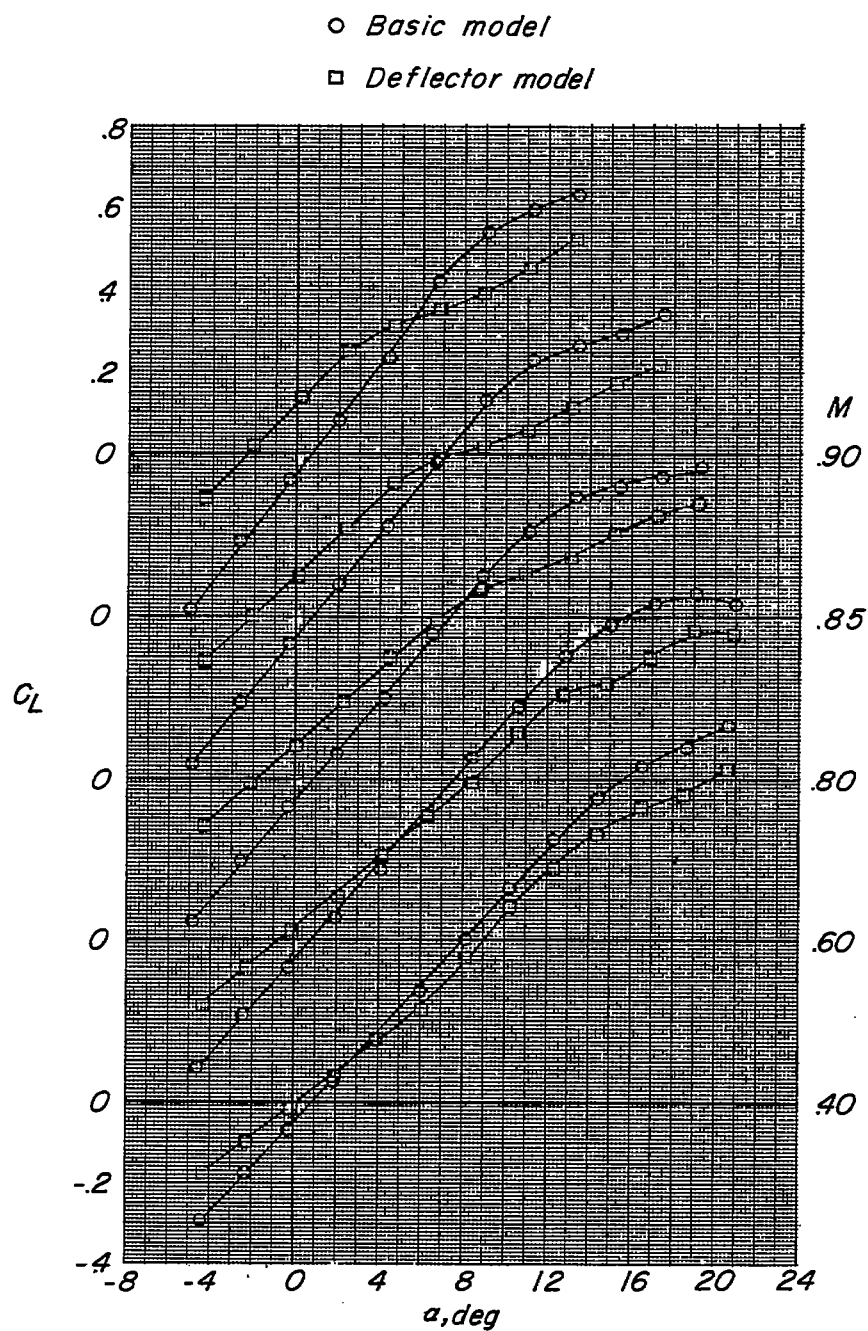 ○ Basic model
□ Deflector model
.8
.6
.4
.2
M
0 .90
0 .85
C_L
0 .80
0 .60
0 .40
-.2
-.4
-8 -4 0 4 8 12 16 20 24
α, deg